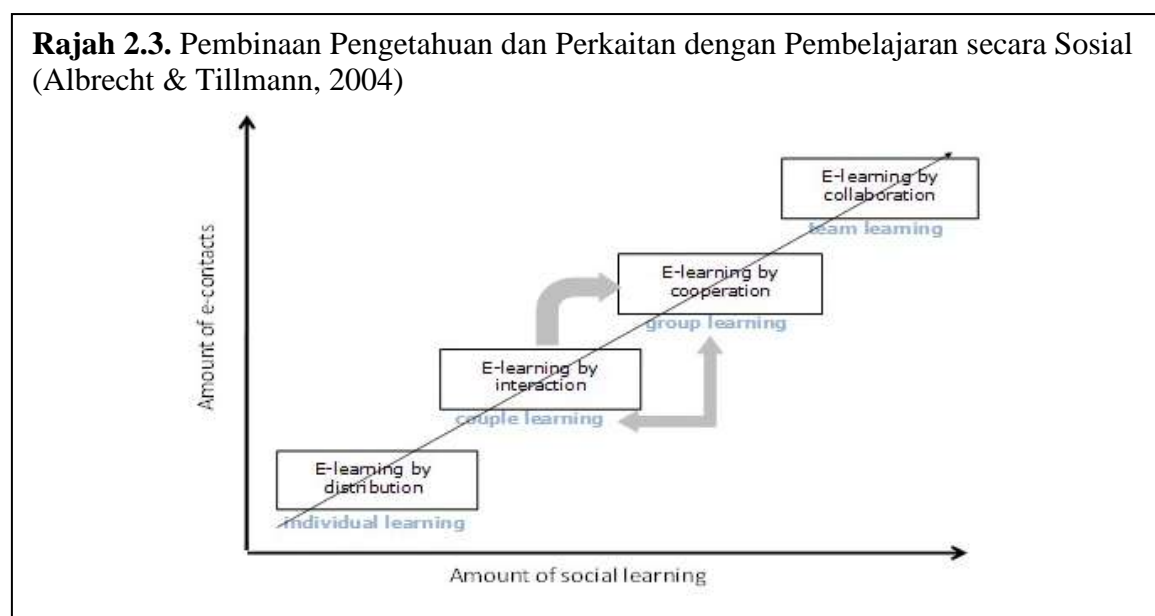 Rajah 2.3. Pembinaan Pengetahuan dan Perkaitan dengan Pembelajaran secara Sosial
(Albrecht & Tillmann, 2004)
Amount of e-contacts
E-learning by
collaboration
team learning
E-learning by
cooperation
group learning
E-learning by
interaction
couple learning
E-learning by
distribution
individual learning
Amount of social learning